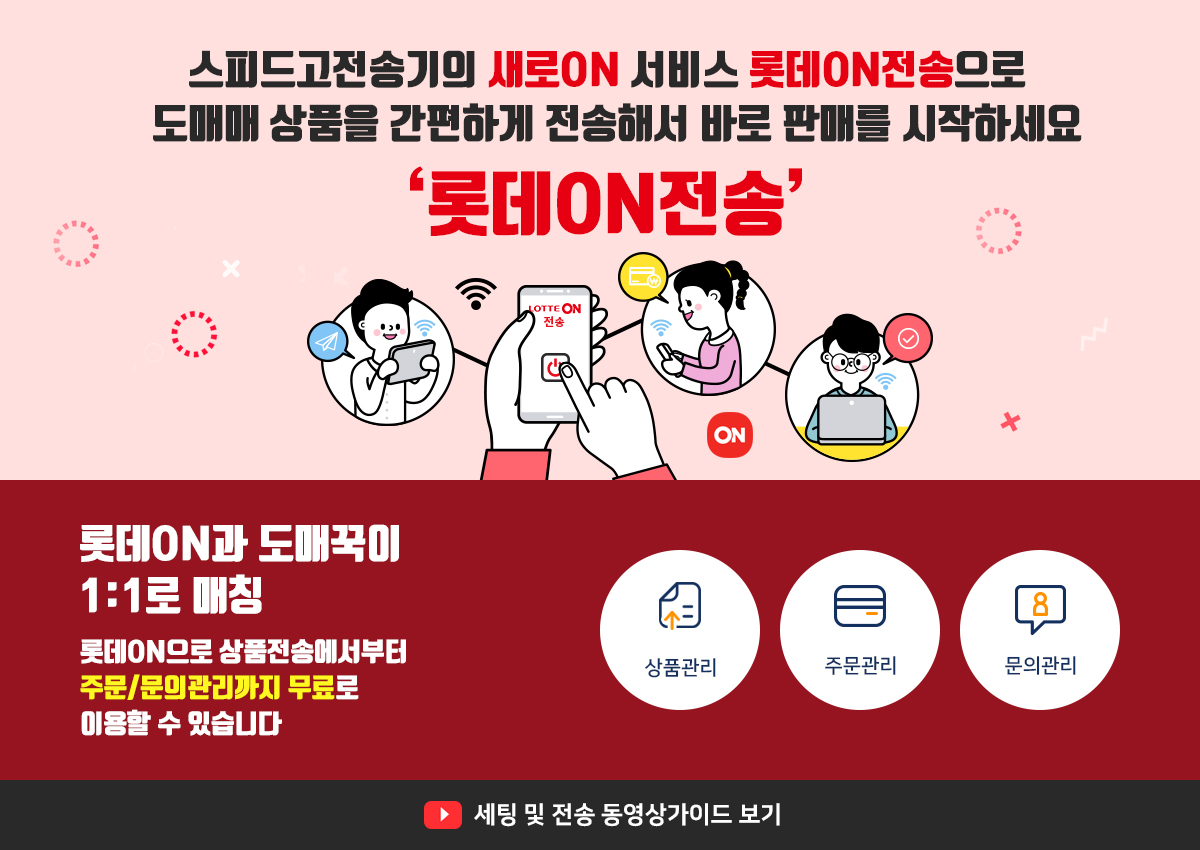 스피드고전송기의 새로ON 서비스 롯데ON전송으로
도매매 상품을 간편하게 전송해서 바로 판매를 시작하세요
‘롯데ON전송’
LOTTE ON
전송
W
ON
롯데ON과 도매꾹이
1:1로 매칭
롯데ON으로 상품전송에서부터
주문/문의관리까지 무료로
이용할 수 있습니다
상품관리
주문관리
문의관리
세팅 및 전송 동영상가이드 보기